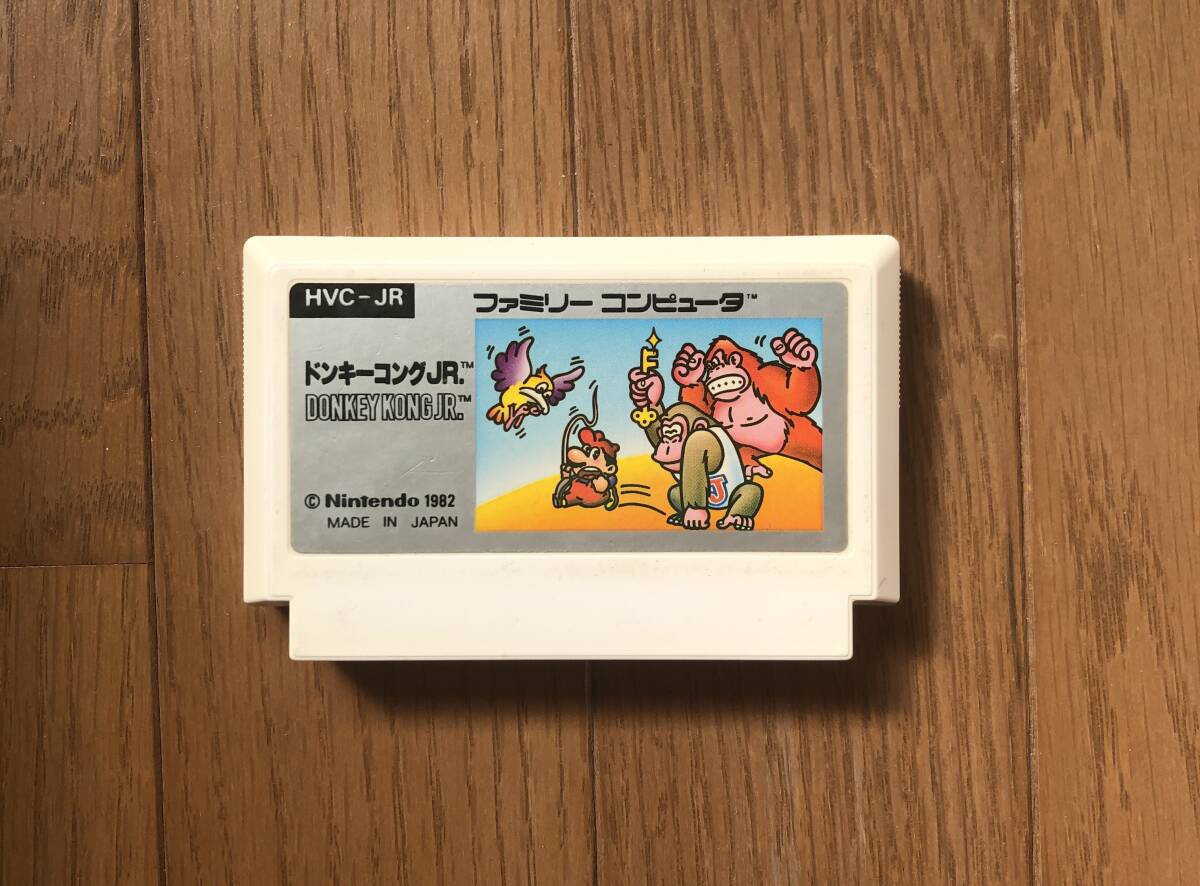 HVC-JR
ファミリー コンピュータ™
ドンキーコングJR.™
DONKEY KONG JR.™
© Nintendo 1982
MADE IN JAPAN
J